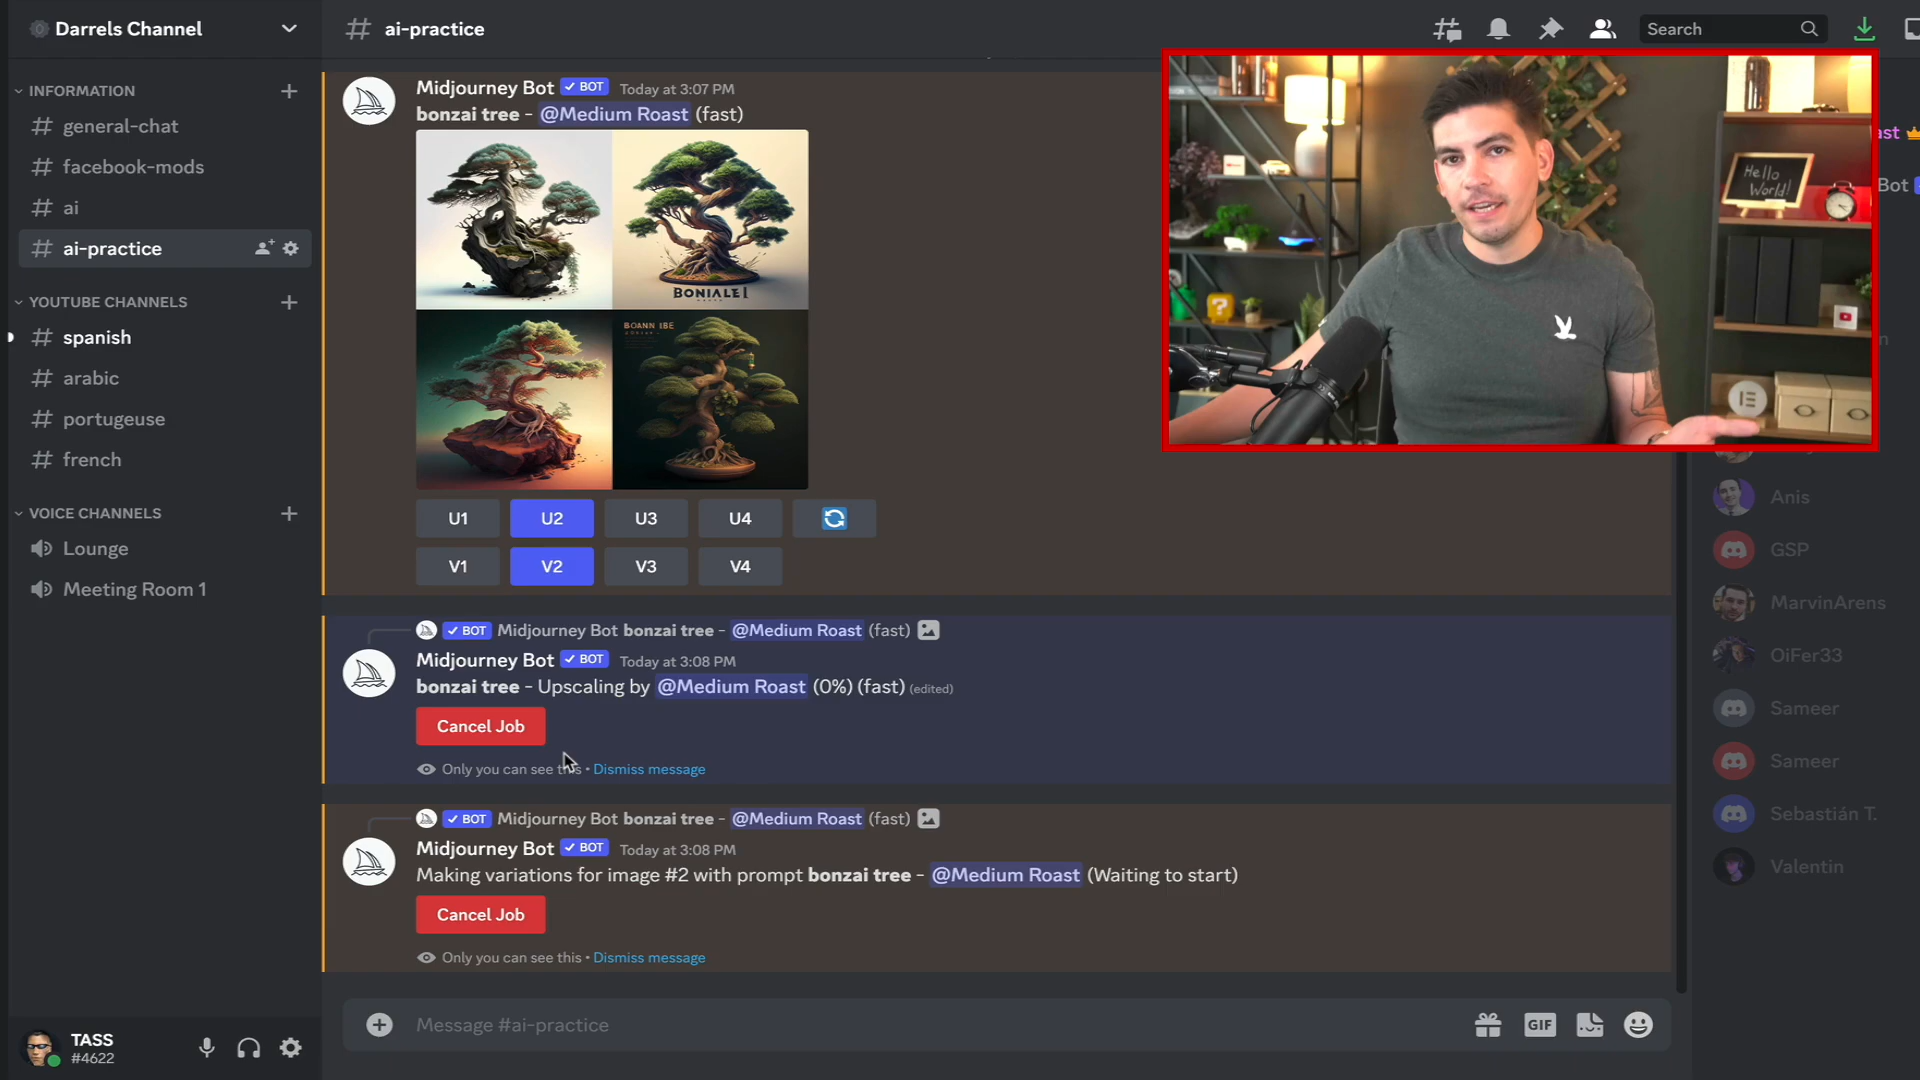 Darrels Channel
# ai-practice
Search
INFORMATION
# general-chat
# facebook-mods
# ai
# ai-practice
YOUTUBE CHANNELS
# spanish
# arabic
# portugeuse
# french
VOICE CHANNELS
Lounge
Meeting Room 1
TASS
#4622
Midjourney Bot ✓ BOT Today at 3:07 PM
bonzai tree - @Medium Roast (fast)
BONIALEI
BOANN IBE
U1 U2 U3 U4
V1 V2 V3 V4
✓ BOT Midjourney Bot bonzai tree - @Medium Roast (fast)
Midjourney Bot ✓ BOT Today at 3:08 PM
bonzai tree - Upscaling by @Medium Roast (0%) (fast) (edited)
Cancel Job
Only you can see this • Dismiss message
✓ BOT Midjourney Bot bonzai tree - @Medium Roast (fast)
Midjourney Bot ✓ BOT Today at 3:08 PM
Making variations for image #2 with prompt bonzai tree - @Medium Roast (Waiting to start)
Cancel Job
Only you can see this • Dismiss message
Message #ai-practice
GIF
Hello
World!
ast
Bot
n
Anis
GSP
MarvinArens
OiFer33
Sameer
Sameer
Sebastián T.
Valentin